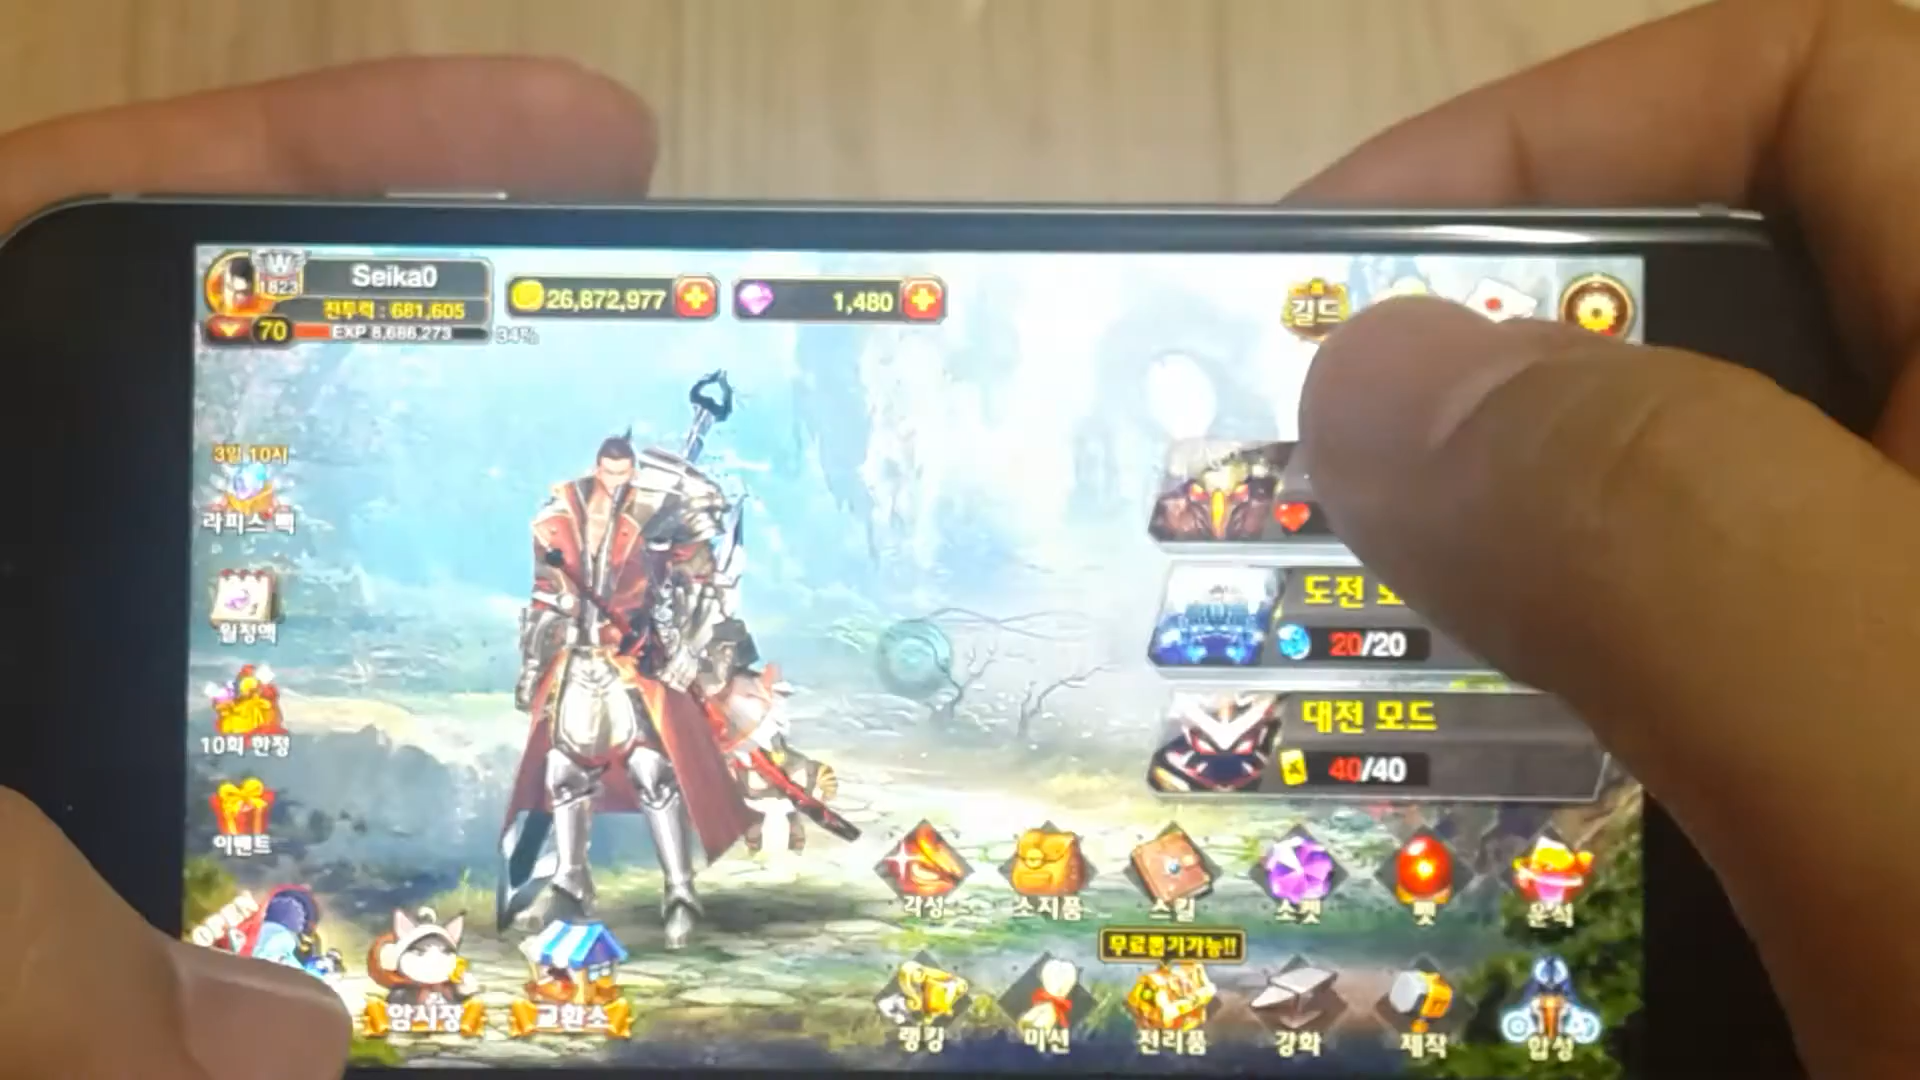 W
1823
Seika0
전투력 : 681,605
70
EXP 8,686,273
34%
26,872,977
1,480
길드
3일 10시
라피스 팩
월정액
10회 한정
이벤트
OPEN
암시장
교환소
도전
20/20
대전 모드
40/40
각성
소지품
스킬
소켓
펫
운석
무료뽑기가능!!
랭킹
미션
전리품
강화
제작
합성